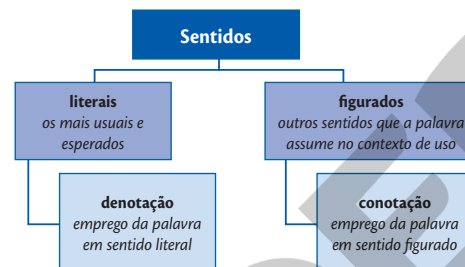 Sentidos
literais
os mais usuais e
esperados
figurados
outros sentidos que a palavra
assume no contexto de uso
denotação
emprego da palavra
em sentido literal
conotação
emprego da palavra
em sentido figurado